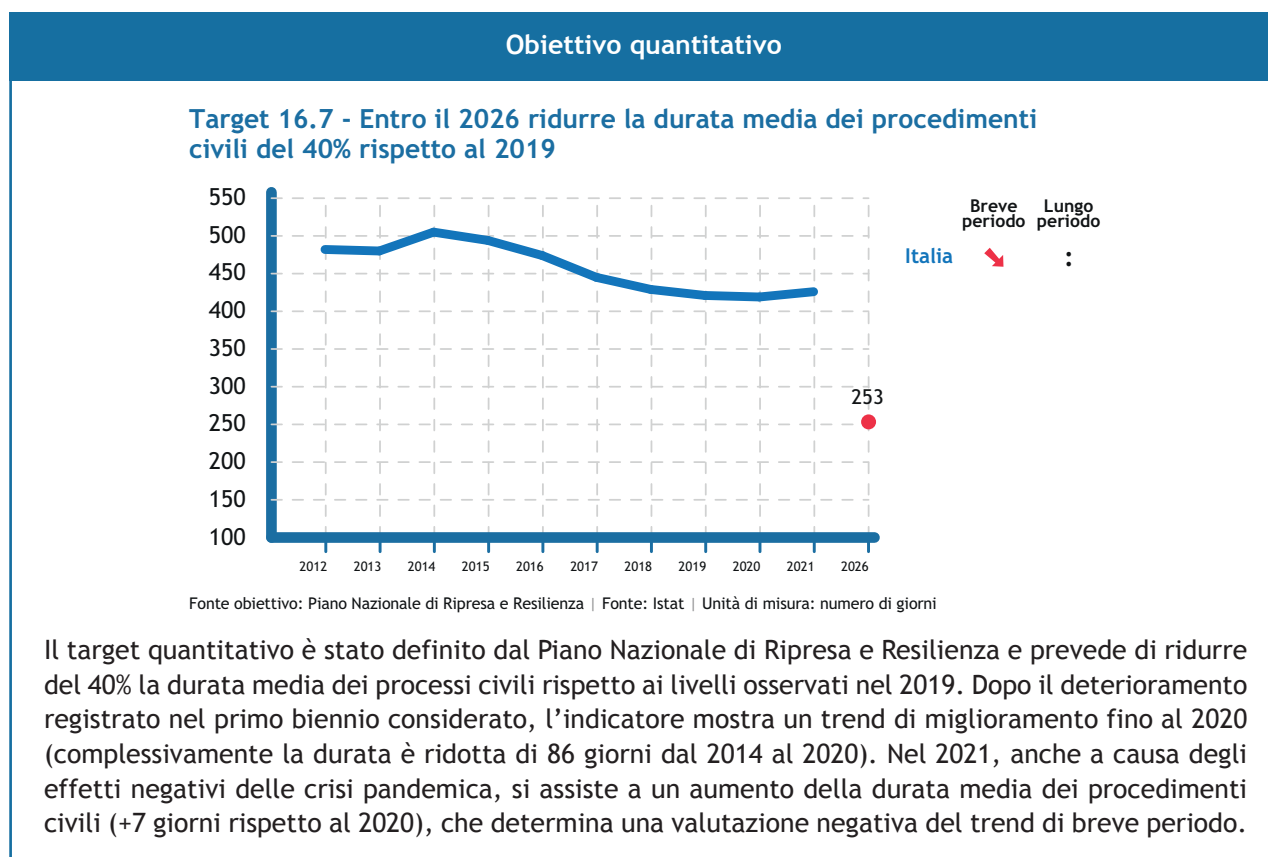 Obiettivo quantitativo
Target 16.7 - Entro il 2026 ridurre la durata media dei procedimenti
civili del 40% rispetto al 2019
550
500
450
400
350
300
250
200
150
100
2012 2013 2014 2015 2016 2017 2018 2019 2020 2021 2026
253
Breve periodo
Lungo periodo
Italia
:
Fonte obiettivo: Piano Nazionale di Ripresa e Resilienza | Fonte: Istat | Unità di misura: numero di giorni
Il target quantitativo è stato definito dal Piano Nazionale di Ripresa e Resilienza e prevede di ridurre
del 40% la durata media dei processi civili rispetto ai livelli osservati nel 2019. Dopo il deterioramento
registrato nel primo biennio considerato, l’indicatore mostra un trend di miglioramento fino al 2020
(complessivamente la durata è ridotta di 86 giorni dal 2014 al 2020). Nel 2021, anche a causa degli
effetti negativi delle crisi pandemica, si assiste a un aumento della durata media dei procedimenti
civili (+7 giorni rispetto al 2020), che determina una valutazione negativa del trend di breve periodo.